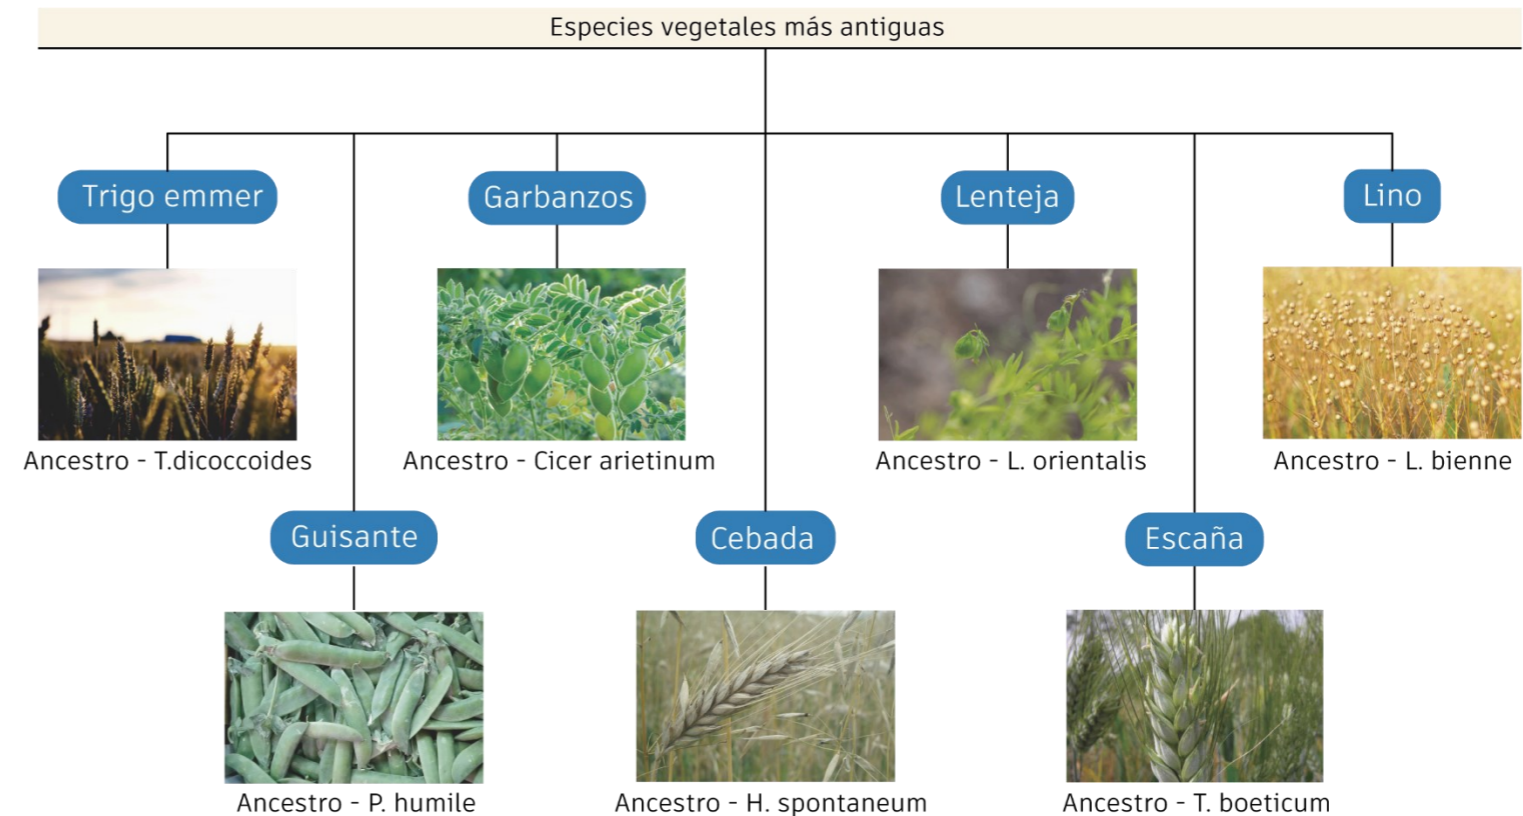 Especies vegetales más antiguas
Trigo emmer
Garbanzos
Lenteja
Lino
Ancestro - T.dicoccoides
Ancestro - Cicer arietinum
Ancestro - L. orientalis
Ancestro - L. bienne
Guisante
Cebada
Escaña
Ancestro - P. humile
Ancestro - H. spontaneum
Ancestro - T. boeticum